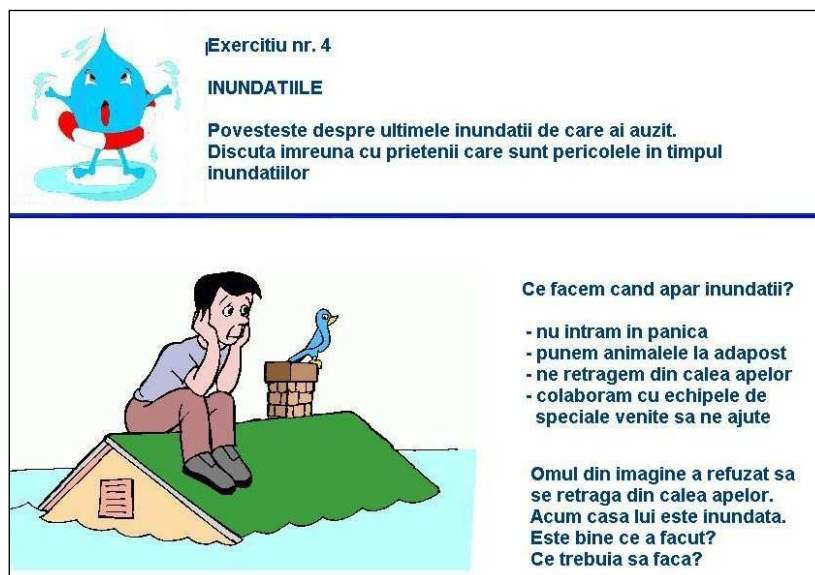 Exercitiu nr. 4
INUNDATIILE
Povesteste despre ultimele inundatii de care ai auzit.
Discuta imreuna cu prietenii care sunt pericolele in timpul
inundatiilor
Ce facem cand apar inundatii?
- nu intram in panica
- punem animalele la adapost
- ne retragem din calea apelor
- colaboram cu echipele de
speciale venite sa ne ajute
Omul din imagine a refuzat sa
se retraga din calea apelor.
Acum casa lui este inundata.
Este bine ce a facut?
Ce trebuia sa faca?